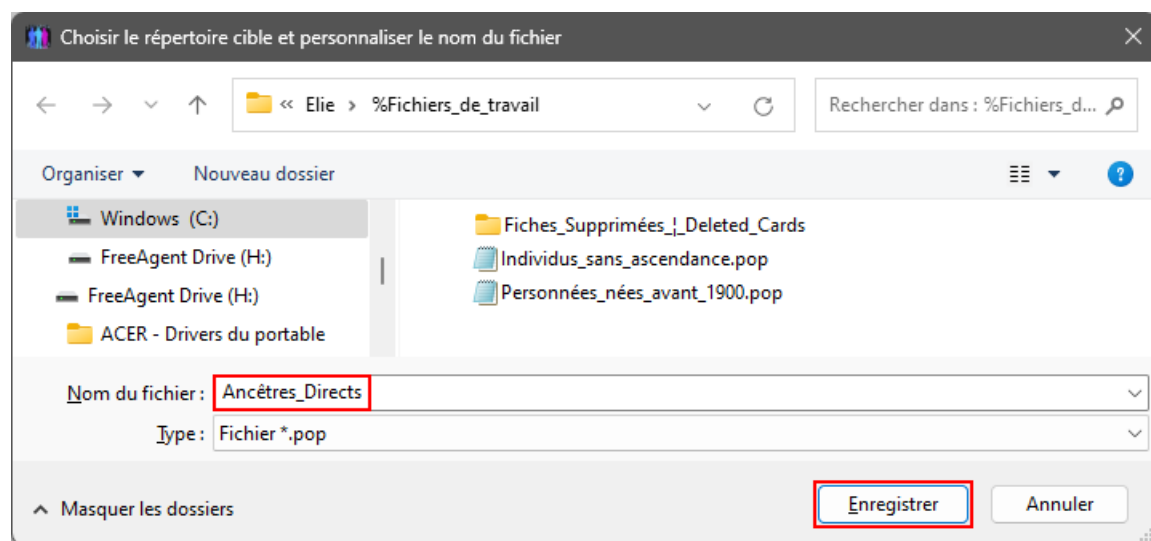 Choisir le répertoire cible et personnaliser le nom du fichier
« Elie > %Fichiers_de_travail
Rechercher dans : %Fichiers_d...
Organiser
Nouveau dossier
?
Windows (C:)
FreeAgent Drive (H:)
FreeAgent Drive (H:)
ACER - Drivers du portable
Fiches_Supprimées_¦_Deleted_Cards
Individus_sans_ascendance.pop
Personnées_nées_avant_1900.pop
Nom du fichier : Ancêtres_Directs
Type : Fichier *.pop
Masquer les dossiers
Enregistrer
Annuler